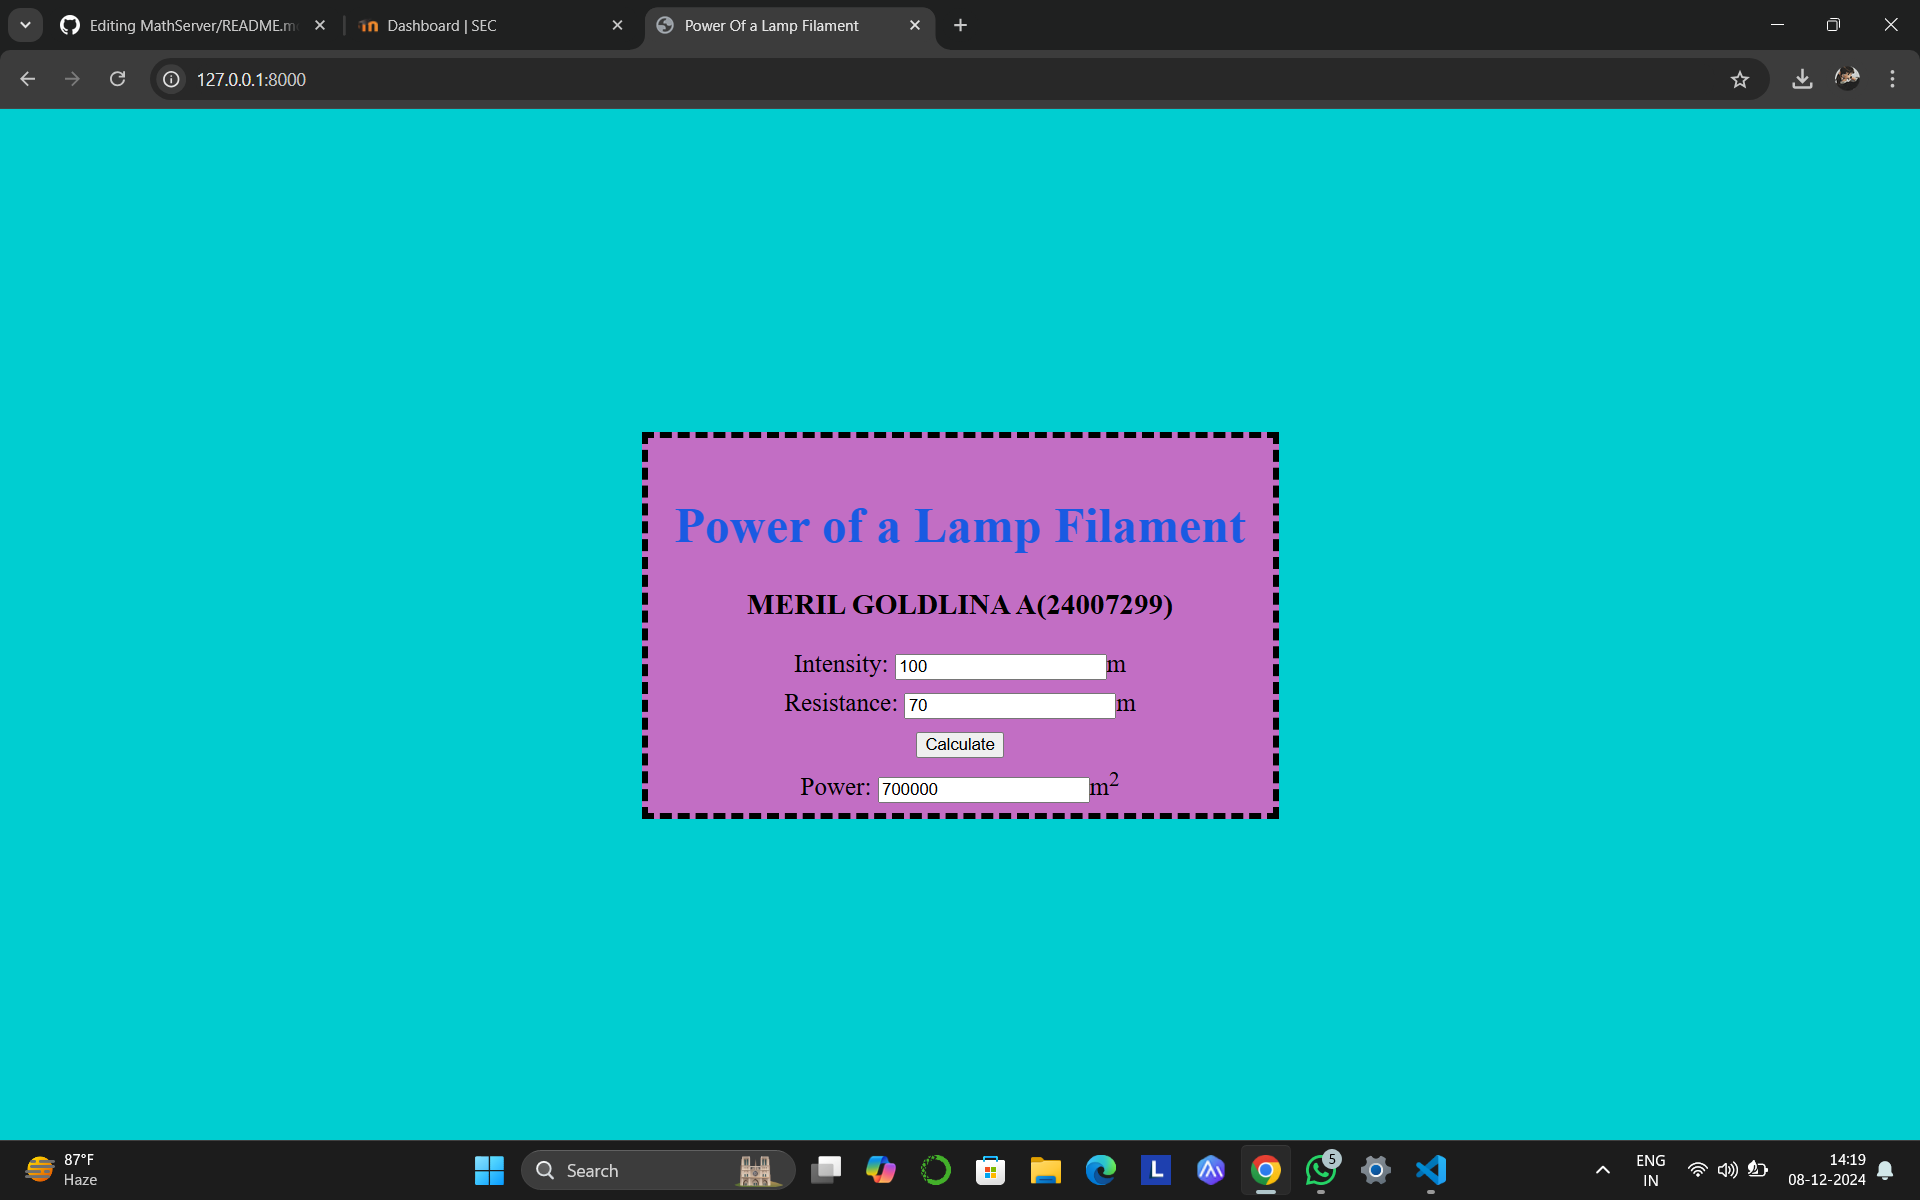 Editing MathServer/README.m
Dashboard | SEC
Power Of a Lamp Filament
127.0.0.1:8000
Power of a Lamp Filament
MERIL GOLDLINA A(24007299)
Intensity: 100 m
Resistance: 70 m
Calculate
Power: 700000 m²
87°F
Haze
Search
L
5
ENG
IN
14:19
08-12-2024